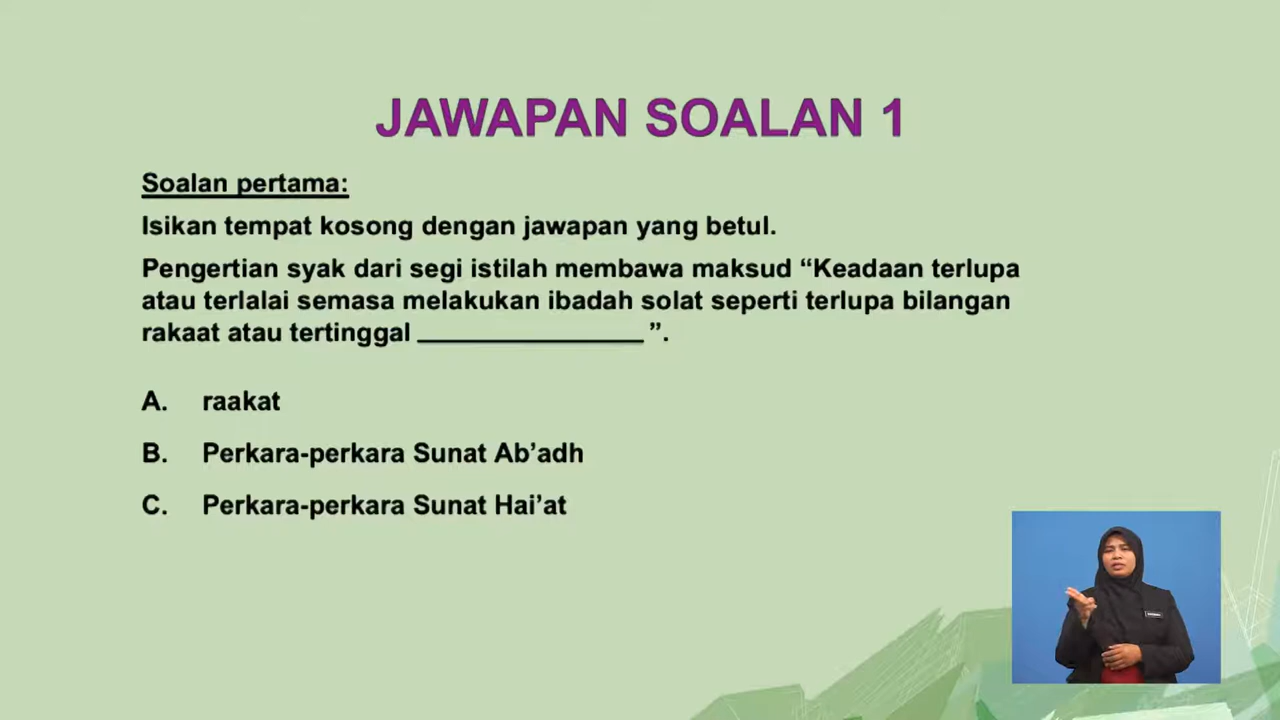 JAWAPAN SOALAN 1
Soalan pertama:
Isikan tempat kosong dengan jawapan yang betul.
Pengertian syak dari segi istilah membawa maksud “Keadaan terlupa
atau terlalai semasa melakukan ibadah solat seperti terlupa bilangan
rakaat atau tertinggal ________________ ”.
A. raakat
B. Perkara-perkara Sunat Ab’adh
C. Perkara-perkara Sunat Hai’at